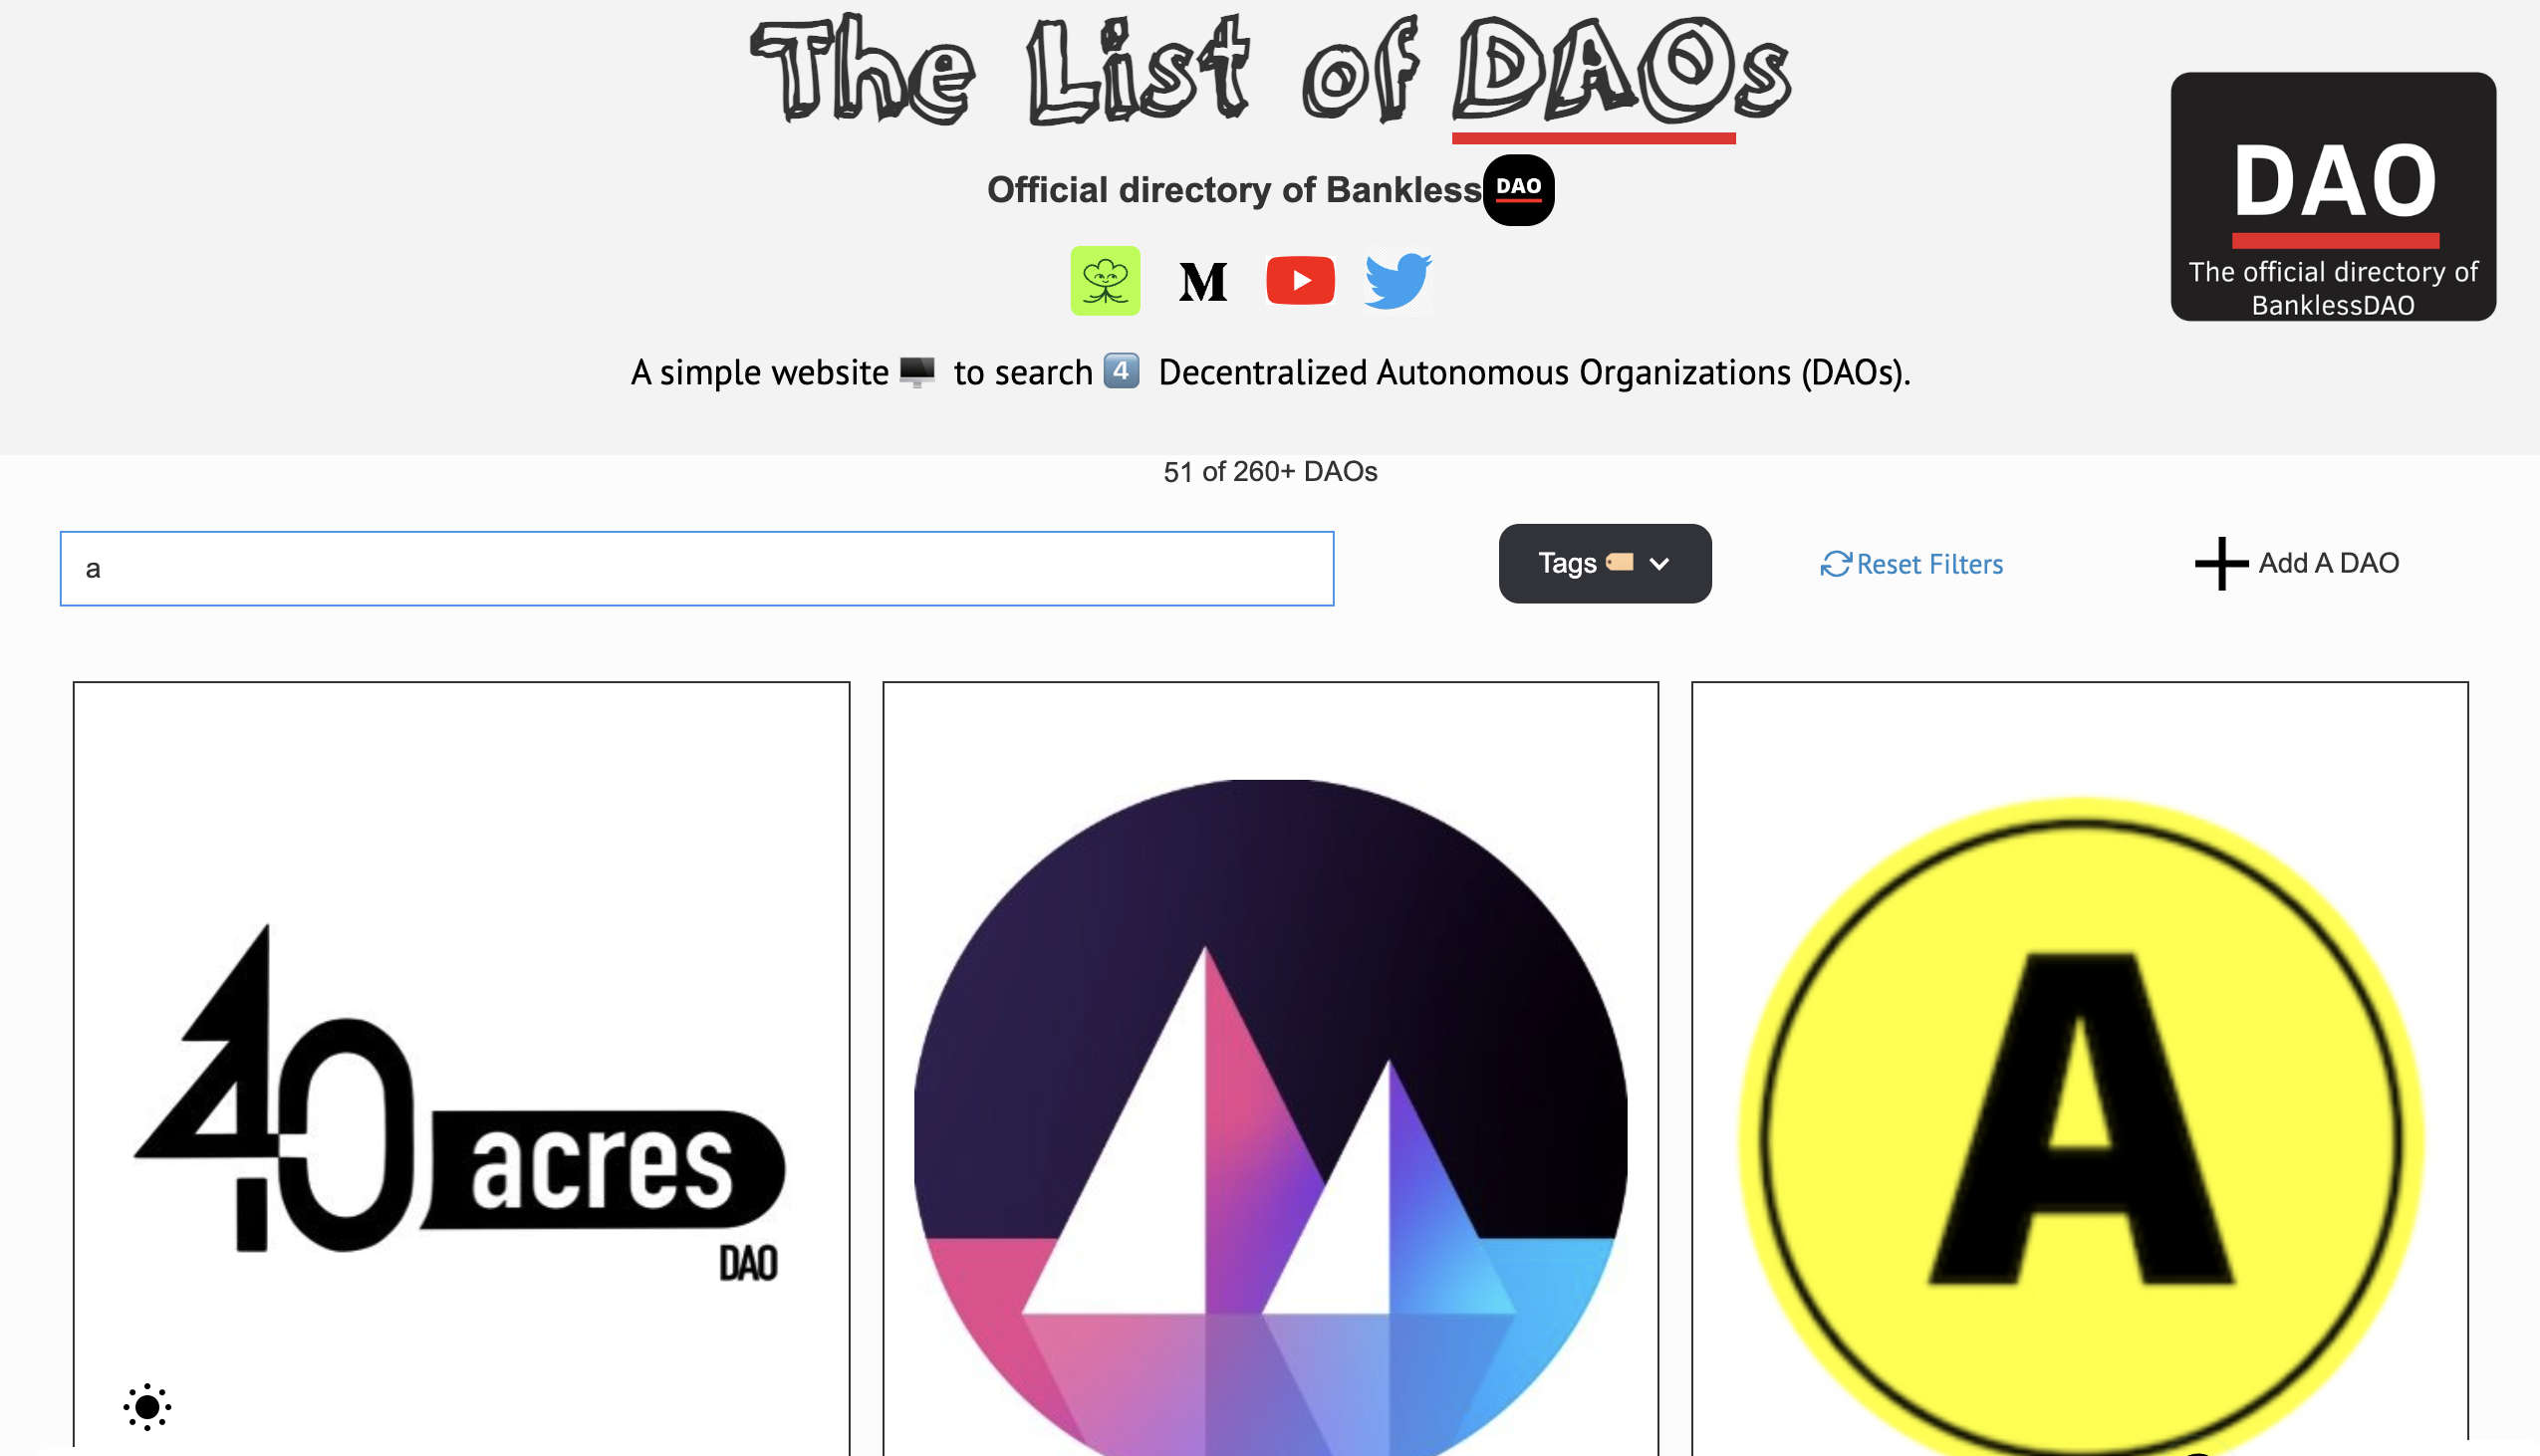 The List of DAOs
Official directory of Bankless DAO
M
A simple website 🖥️ to search 4️⃣ Decentralized Autonomous Organizations (DAOs).
DAO
The official directory of
BanklessDAO
51 of 260+ DAOs
a
Tags
Reset Filters
Add A DAO
40 acres
DAO
A